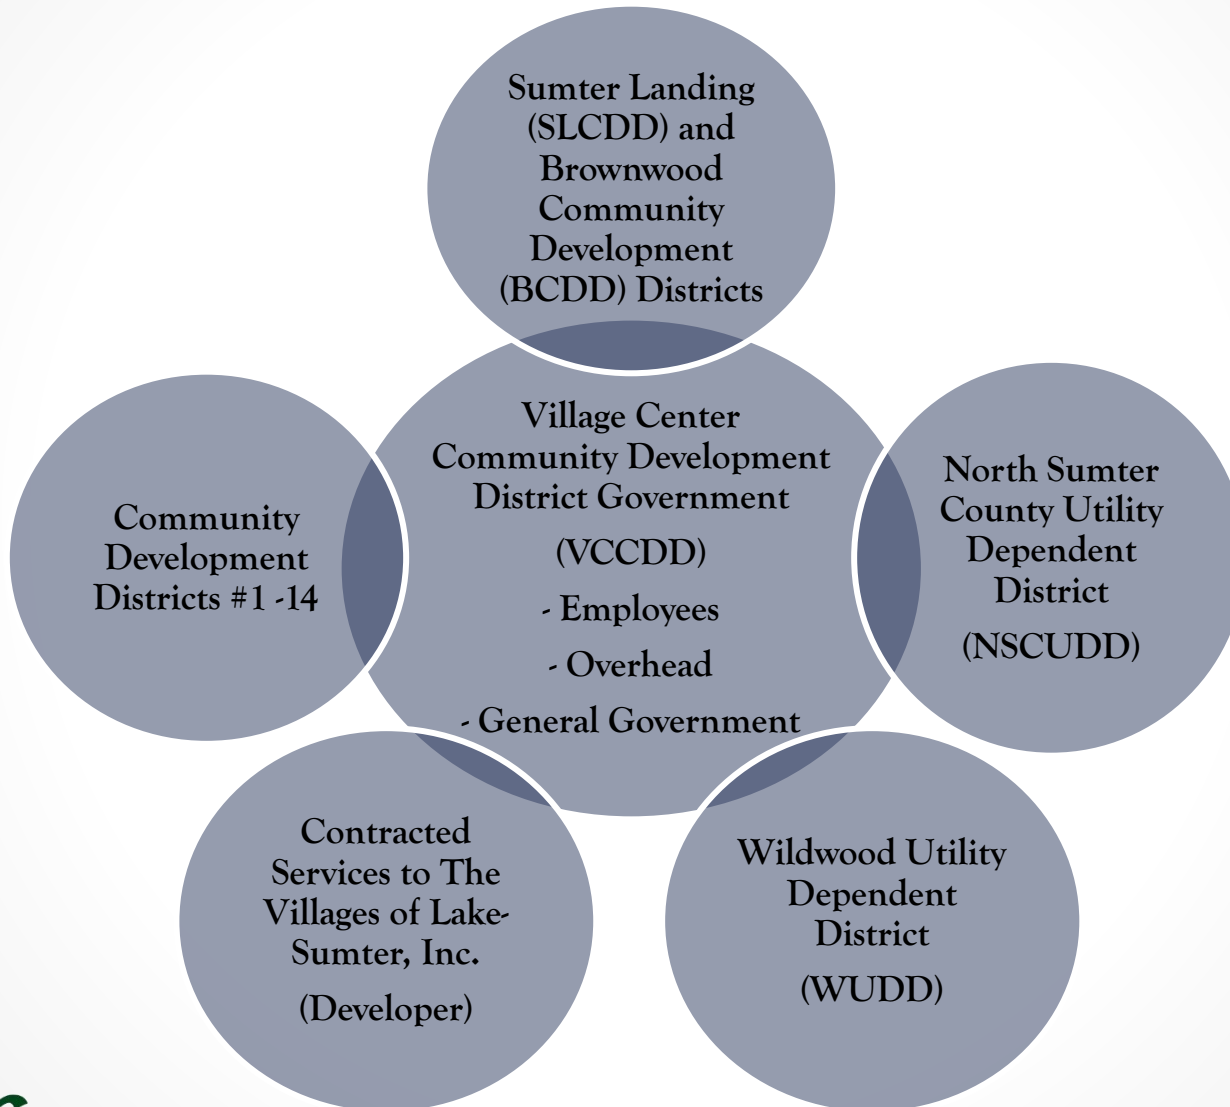 Sumter Landing
(SLCDD) and
Brownwood
Community
Development
(BCDD) Districts
Village Center
Community Development
District Government
(VCCDD)
- Employees
- Overhead
- General Government
North Sumter
County Utility
Dependent
District
(NSCUDD)
Community
Development
Districts #1 -14
Contracted
Services to The
Villages of Lake-
Sumter, Inc.
(Developer)
Wildwood Utility
Dependent
District
(WUDD)